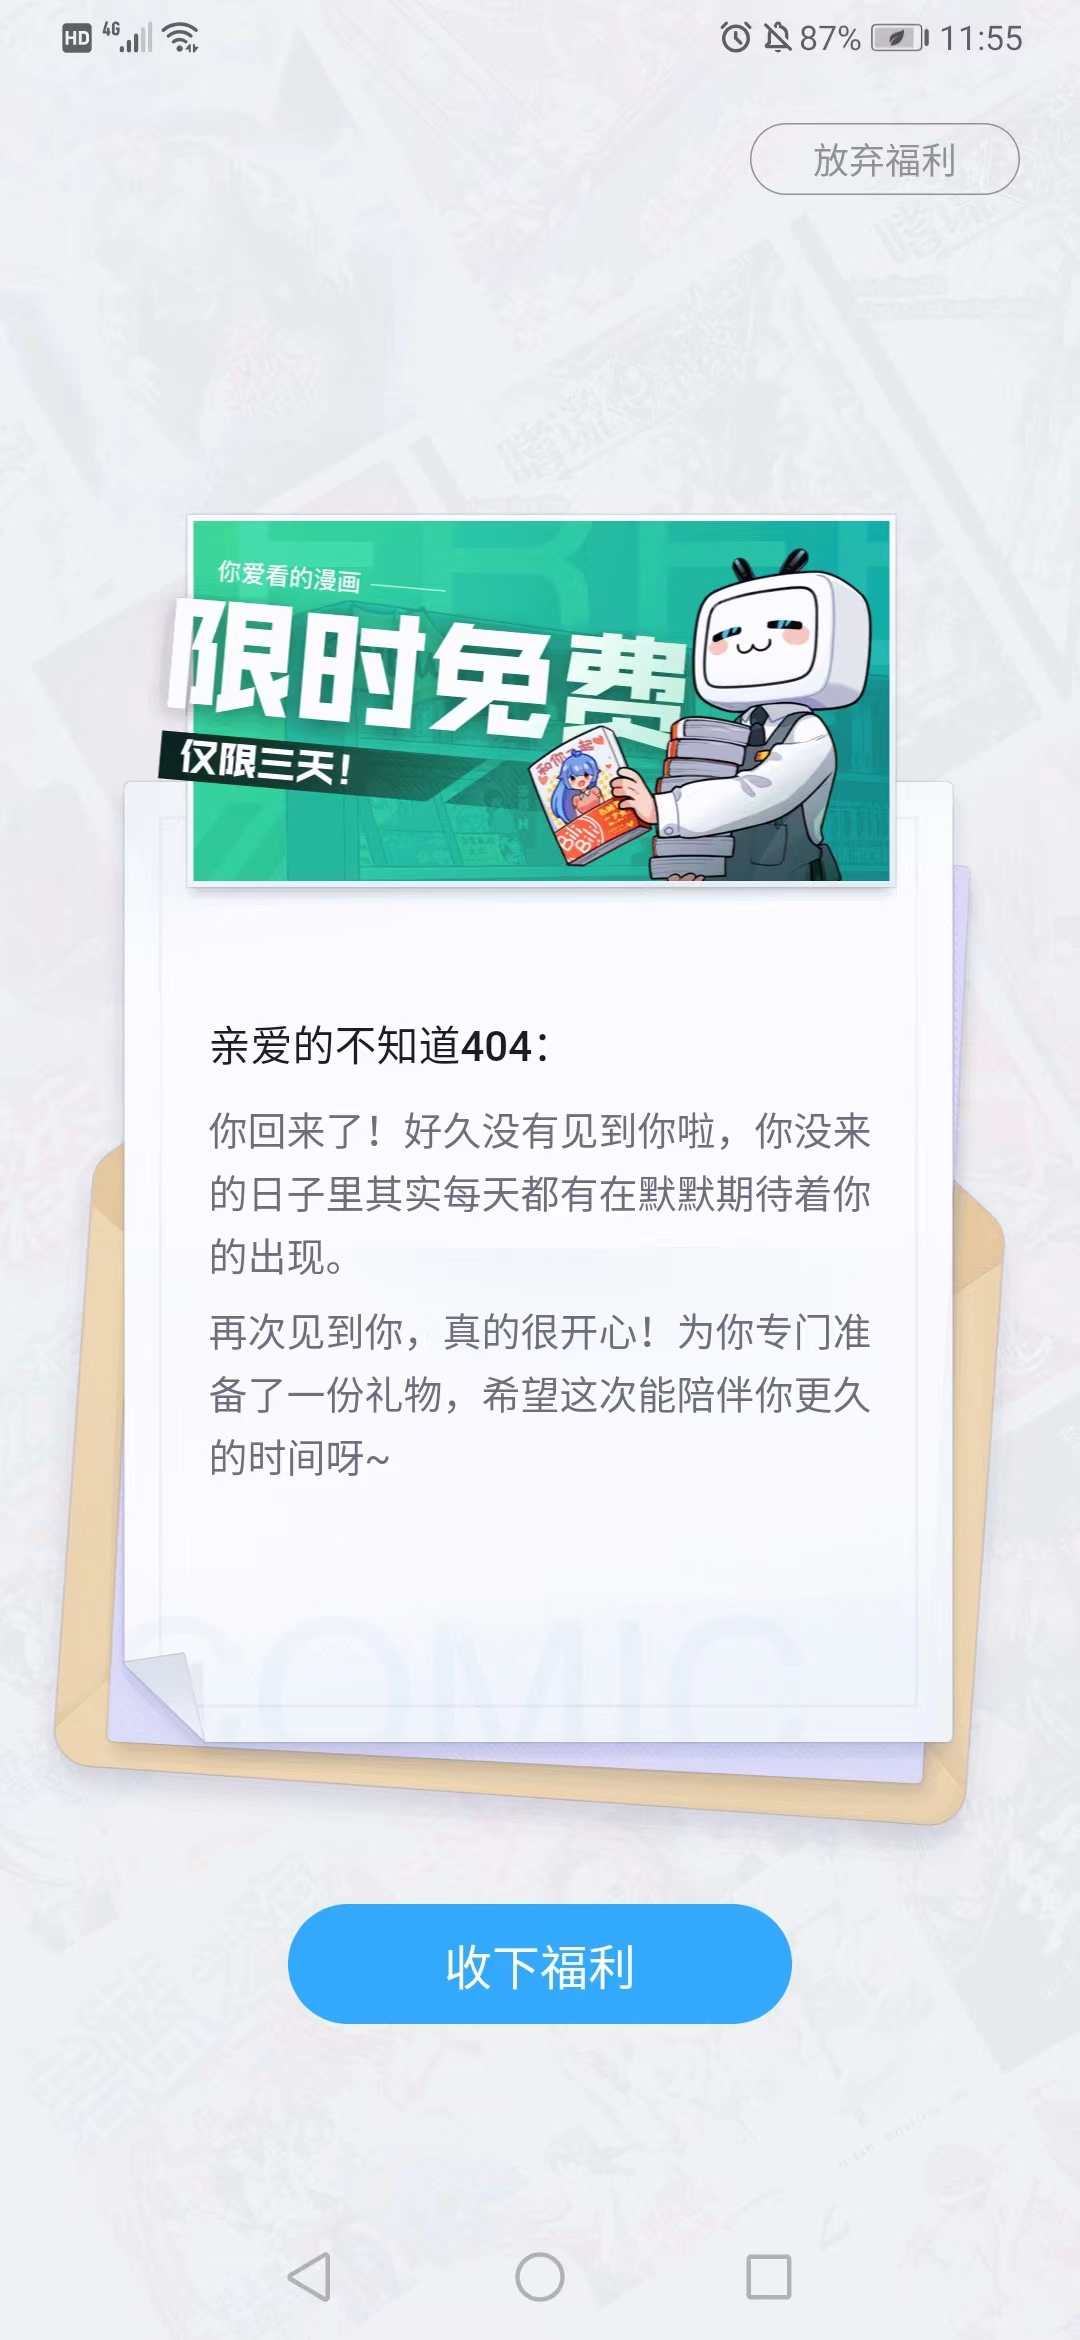 HD 4G 87% 11:55
放弃福利
你爱看的漫画
限时免费
仅限三天！
Bili
Bili
亲爱的不知道404：
你回来了！好久没有见到你啦，你没来
的日子里其实每天都有在默默期待着你
的出现。
再次见到你，真的很开心！为你专门准
备了一份礼物，希望这次能陪伴你更久
的时间呀~
COMIC
收下福利